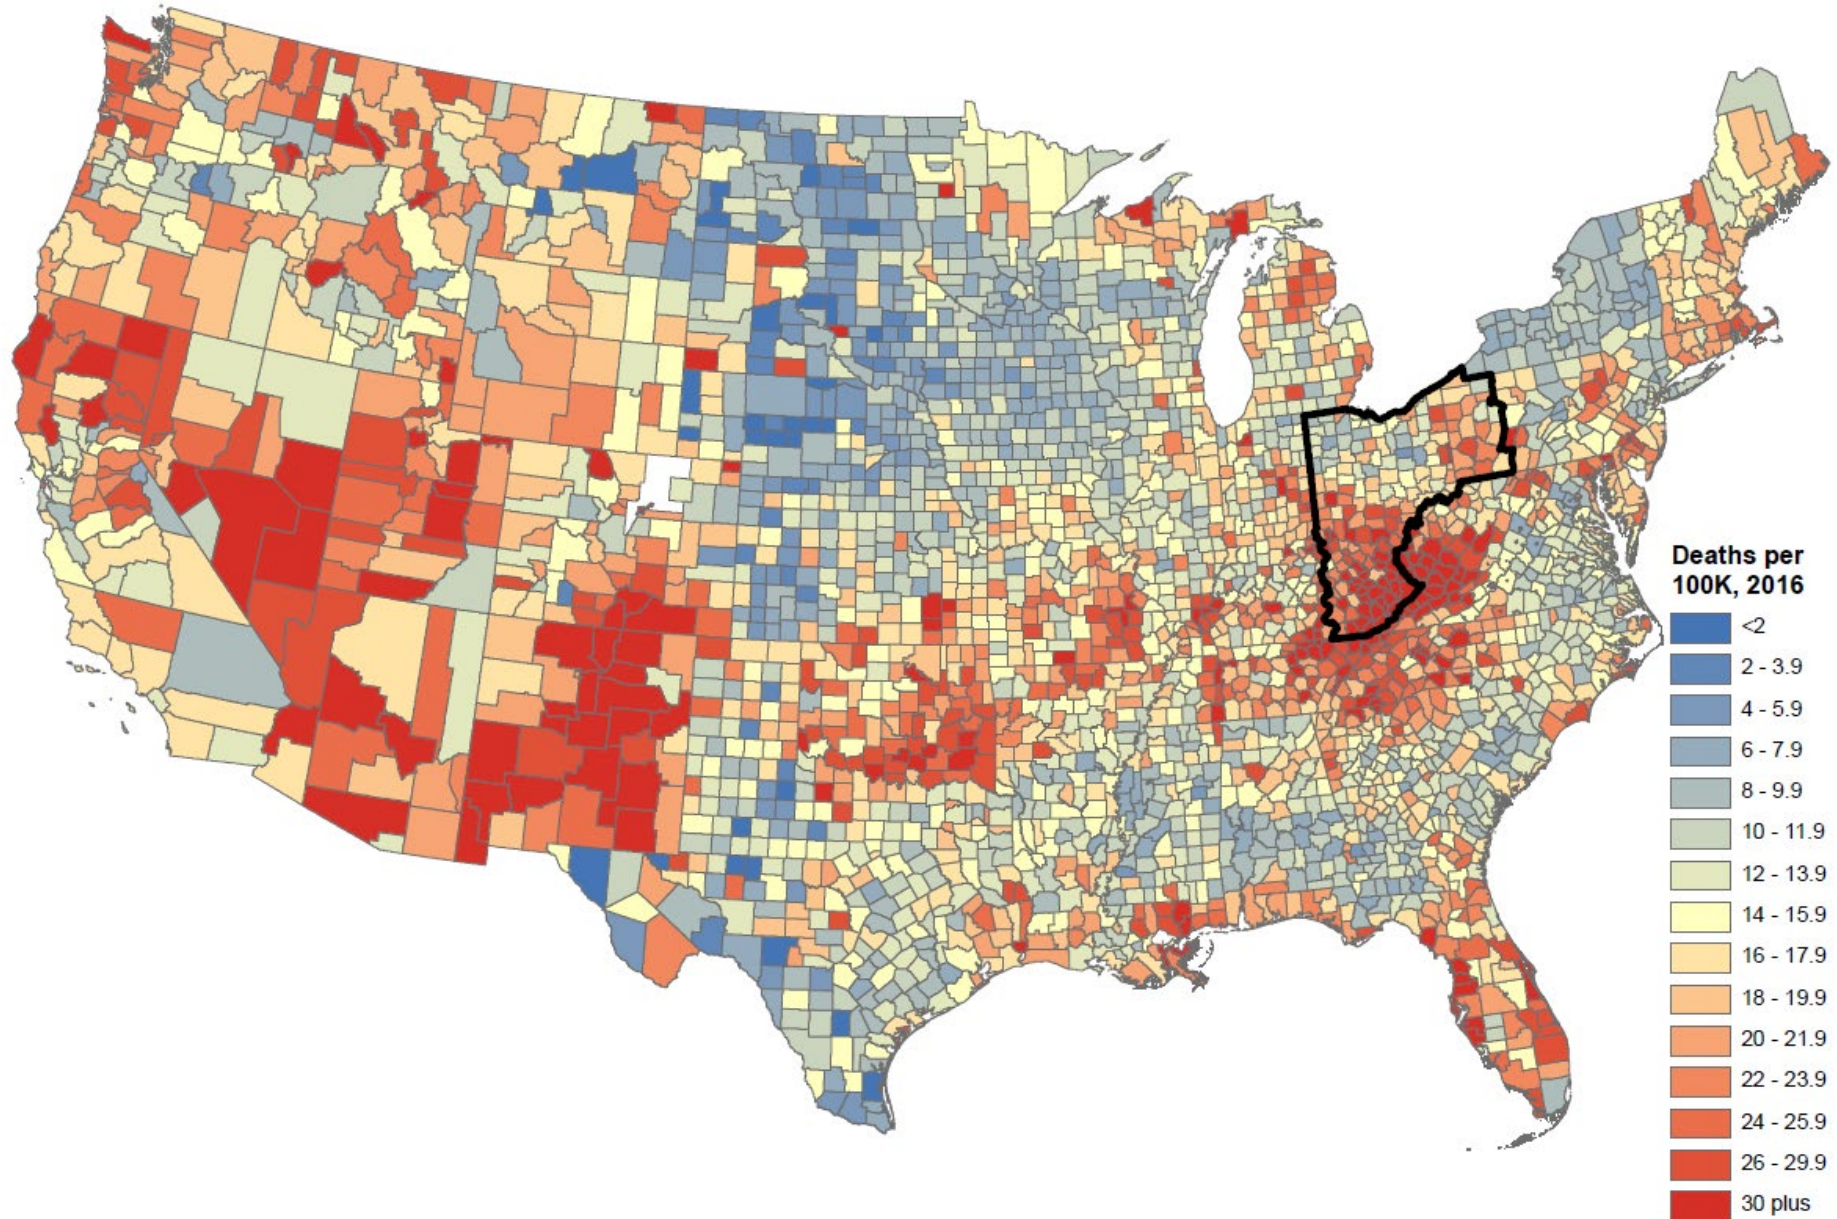 Deaths per
100K, 2016
<2
2 - 3.9
4 - 5.9
6 - 7.9
8 - 9.9
10 - 11.9
12 - 13.9
14 - 15.9
16 - 17.9
18 - 19.9
20 - 21.9
22 - 23.9
24 - 25.9
26 - 29.9
30 plus